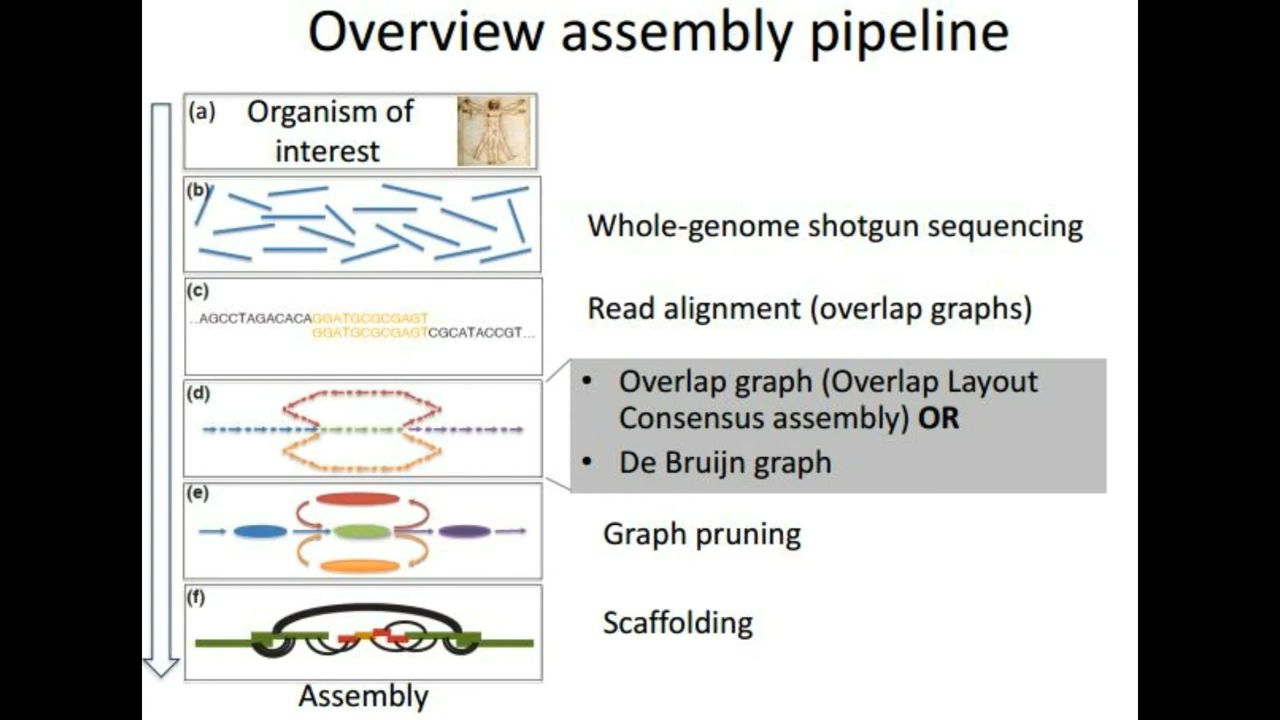 Overview assembly pipeline
(a) Organism of
interest
(b)
Whole-genome shotgun sequencing
(c)
Read alignment (overlap graphs)
..AGCCTAGACACAGGATGCGCGAGT
GGATGCGCGAGTCGCATACCGT...
(d)
• Overlap graph (Overlap Layout
Consensus assembly) OR
• De Bruijn graph
(e)
Graph pruning
(f)
Scaffolding
Assembly